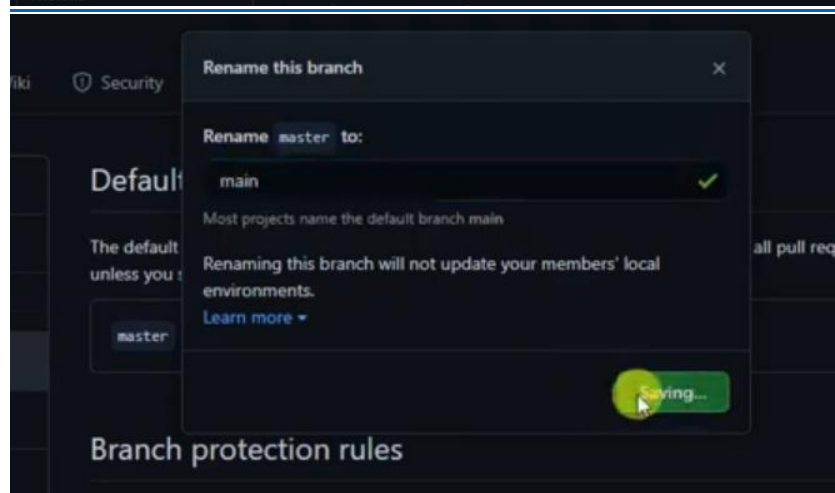 iki
Security
Rename this branch
Rename master to:
Default
main
Most projects name the default branch main
The default
all pull req
Renaming this branch will not update your members' local
unless you s
environments.
Learn more
master
Saving...
Branch protection rules